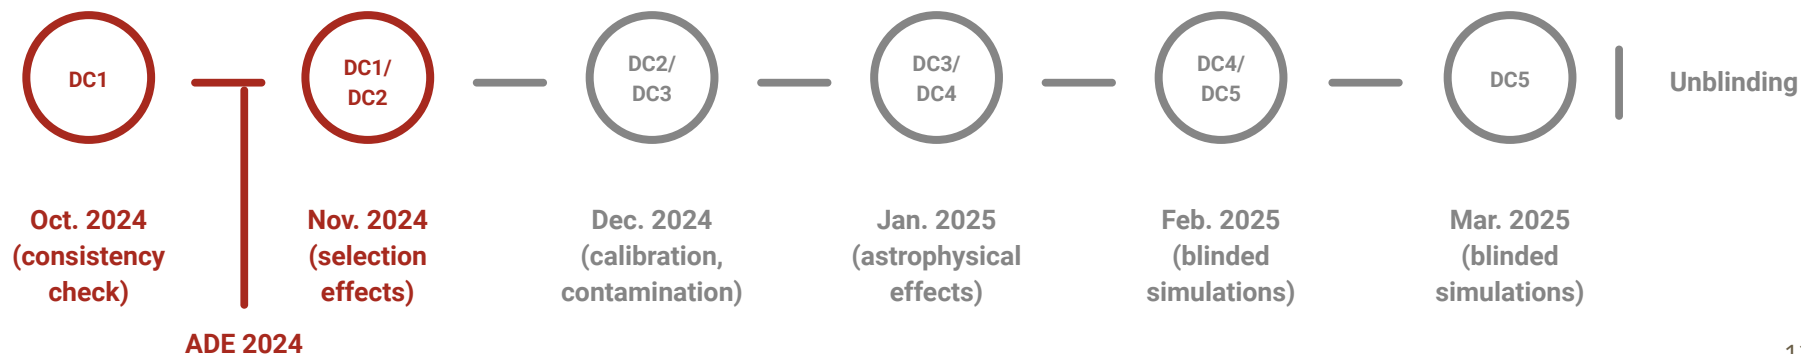 DC1
DC1/
DC2
DC2/
DC3
DC3/
DC4
DC4/
DC5
DC5
Unblinding
Oct. 2024
(consistency
check)
Nov. 2024
(selection
effects)
Dec. 2024
(calibration,
contamination)
Jan. 2025
(astrophysical
effects)
Feb. 2025
(blinded
simulations)
Mar. 2025
(blinded
simulations)
ADE 2024